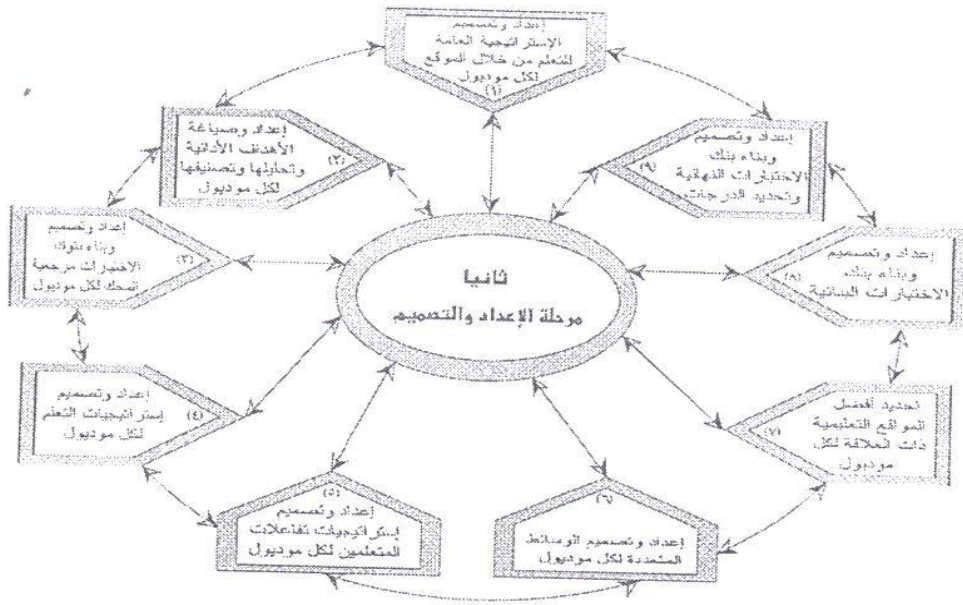 ثانيا
مرحلة الإعداد والتصميم
إعداد وتصميم
الإستراتيجية العامة
للتعلم من خلال الموقع
لكل موديول
(١)
إعداد وصياغة
الأهداف الأدائية
وتحليلها وتصنيفها
لكل موديول
(٢)
إعداد وتصميم
وبناء بنوك
الاختبارات مرجعية
المحك لكل موديول
(٣)
إعداد وتصميم
إستراتيجيات التعلم
لكل موديول
(٤)
(٥)
إعداد وتصميم
إستراتيجيات تفاعلات
المتعلمين لكل موديول
(٦)
إعداد وتصميم الوسائط
المتعددة لكل موديول
تحديد أفضل
المواقع التعليمية
ذات العلاقة لكل
موديول
(٧)
إعداد وتصميم
وبناء بنك
الاختبارات البنائية
(٨)
إعداد وتصميم
وبناء بنك
الاختبارات النهائية
وتحديد الدرجات
(٩)